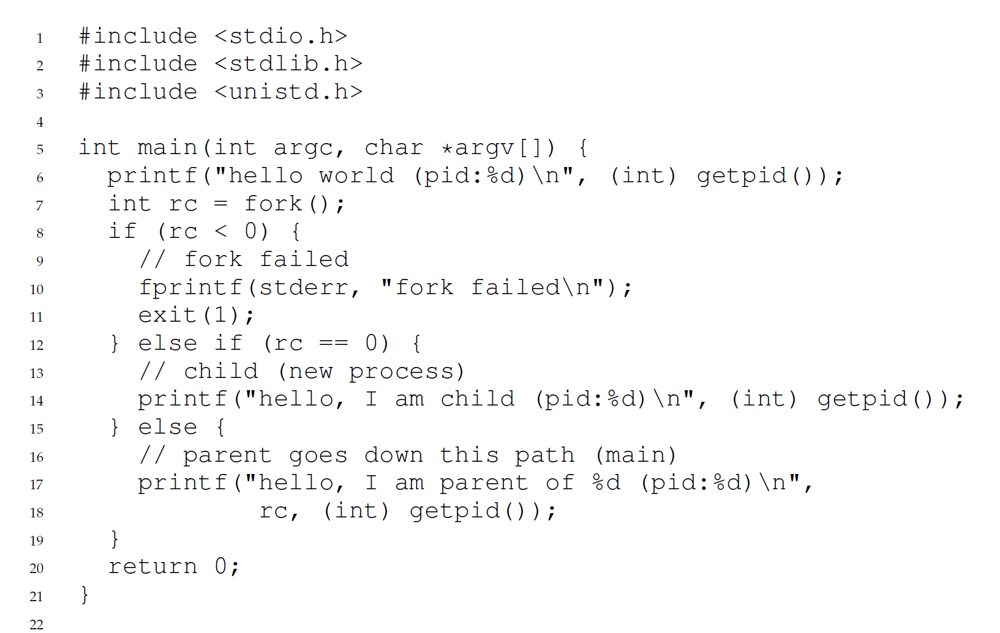 1 #include <stdio.h>
2 #include <stdlib.h>
3 #include <unistd.h>
4
5 int main(int argc, char *argv[]) {
6   printf("hello world (pid:%d)\n", (int) getpid());
7   int rc = fork();
8   if (rc < 0) {
9     // fork failed
10     fprintf(stderr, "fork failed\n");
11     exit(1);
12   } else if (rc == 0) {
13     // child (new process)
14     printf("hello, I am child (pid:%d)\n", (int) getpid());
15   } else {
16     // parent goes down this path (main)
17     printf("hello, I am parent of %d (pid:%d)\n",
18             rc, (int) getpid());
19   }
20   return 0;
21 }
22